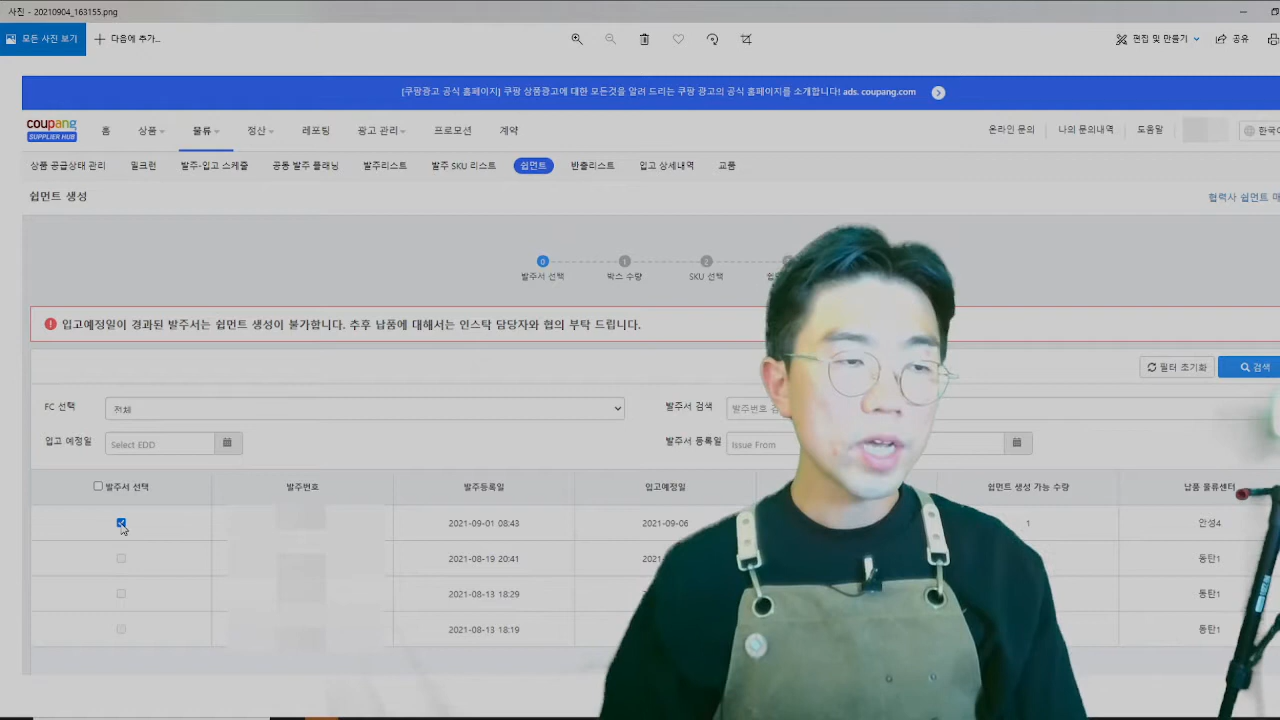 사진 - 20210904_163155.png
모든 사진 보기 다음에 추가...
편집 및 만들기 공유
[쿠팡광고 공식 홈페이지] 쿠팡 상품광고에 대한 모든것을 알려 드리는 쿠팡 광고의 공식 홈페이지를 소개합니다! ads. coupang.com
coupang
SUPPLIER HUB
홈 상품 물류 정산 레포팅 광고 관리 프로모션 계약
온라인 문의 나의 문의내역 도움말
상품 공급상태 관리 밀크런 발주·입고 스케쥴 공동 발주 플래닝 발주리스트 발주 SKU 리스트 쉽먼트 반출리스트 입고 상세내역 교품
쉽먼트 생성
협력사 쉽먼트
0 1 2
발주서 선택 박스 수량 SKU 선택
입고예정일이 경과된 발주서는 쉽먼트 생성이 불가합니다. 추후 납품에 대해서는 인스탁 담당자와 협의 부탁 드립니다.
필터 초기화 검색
FC 선택 전체 발주서 검색 발주번호
입고 예정일 Select EDD 발주서 등록일 Issue From
발주서 선택 발주번호 발주등록일 입고예정일 쉽먼트 생성 가능 수량 납품 물류센터
2021-09-01 08:43 2021-09-06 1 안성4
2021-08-19 20:41 동탄1
2021-08-13 18:29 동탄1
2021-08-13 18:19 동탄1